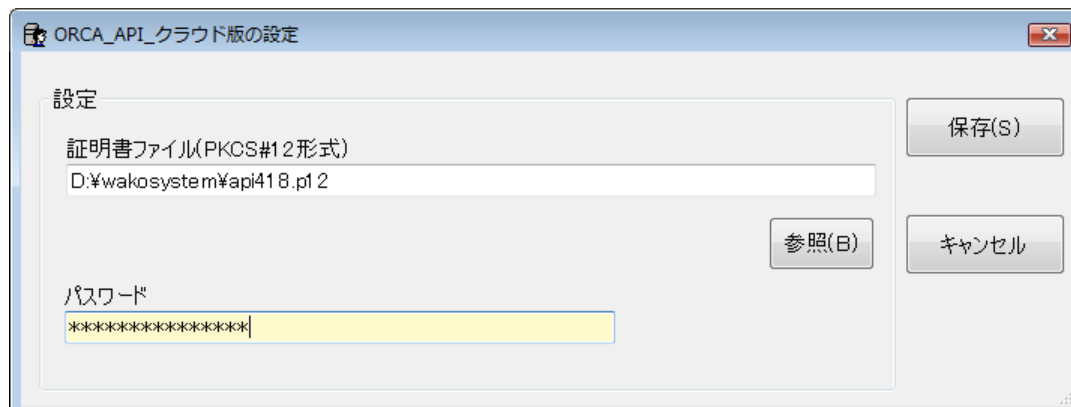 ORCA_API_クラウド版の設定
設定
保存(S)
証明書ファイル(PKCS#12形式)
D:¥wakosystem¥api418.p12
参照(B)
キャンセル
パスワード
***************